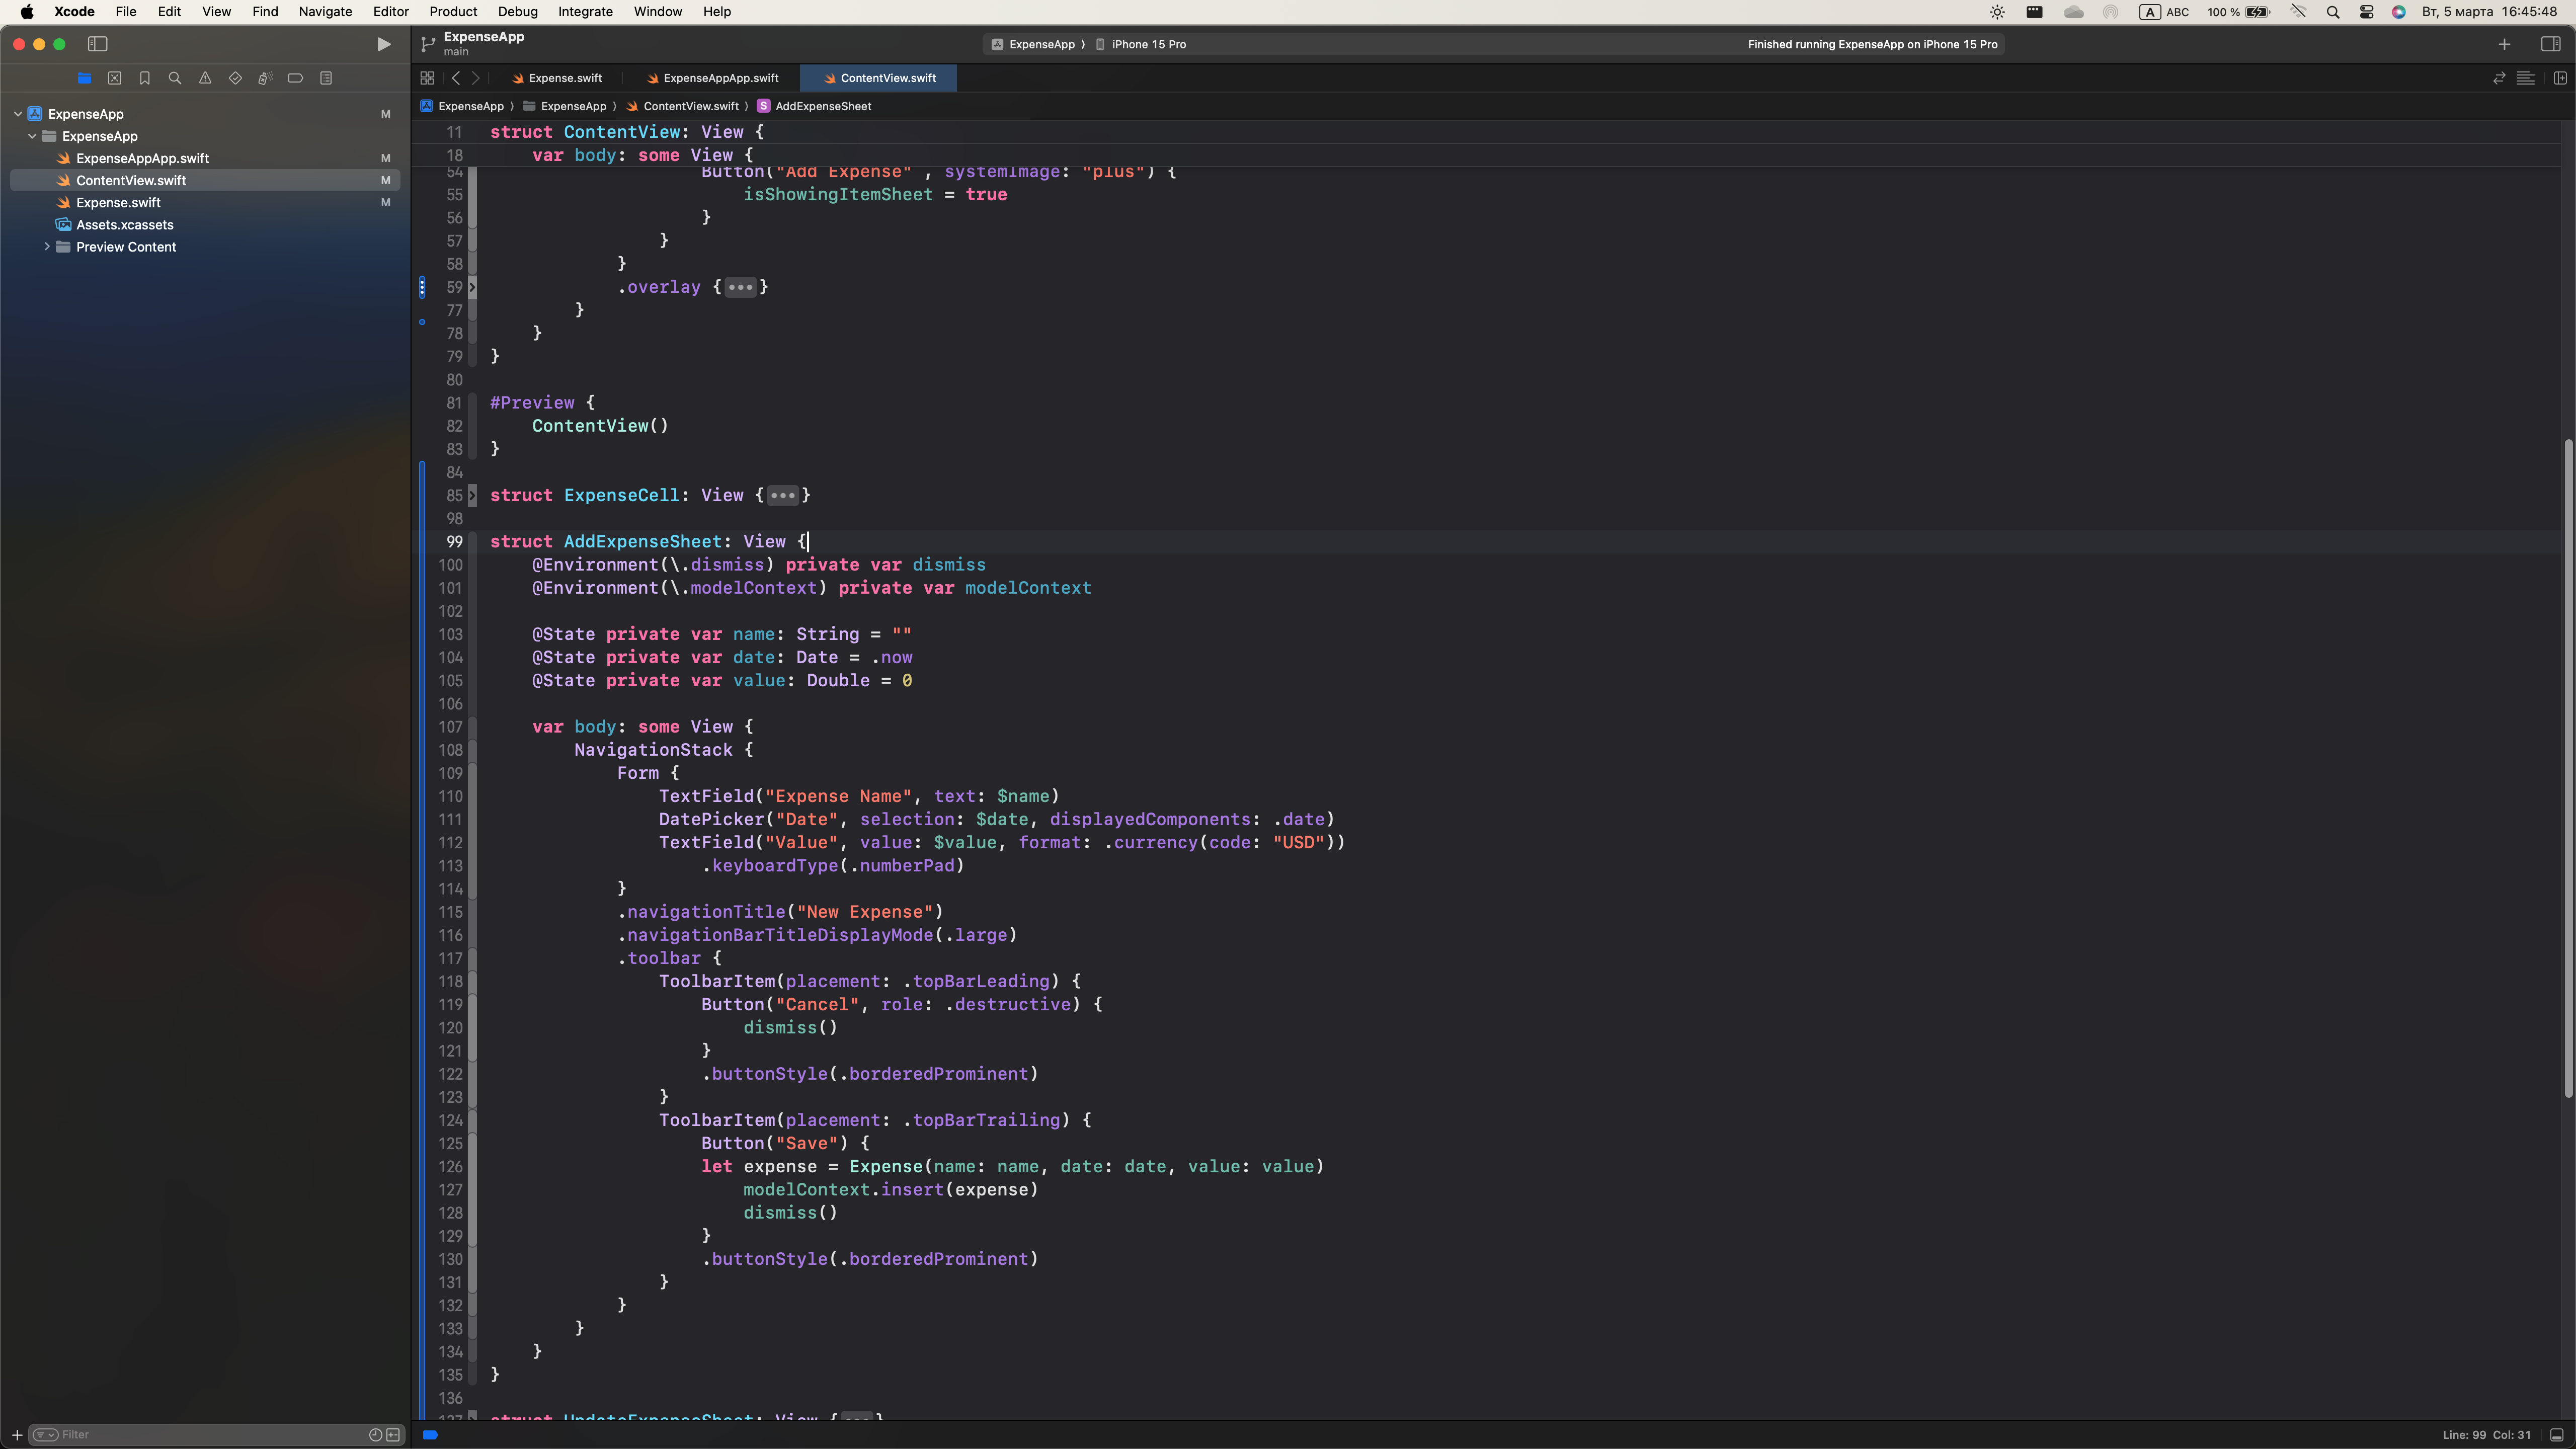 Xcode File Edit View Find Navigate Editor Product Debug Integrate Window Help A ABC 100 % Вт, 5 марта 16:45:48
ExpenseApp
main
ExpenseApp 〉 iPhone 15 Pro
Finished running ExpenseApp on iPhone 15 Pro
Expense.swift ExpenseAppApp.swift ContentView.swift
ExpenseApp 〉 ExpenseApp 〉 ContentView.swift 〉 S AddExpenseSheet
ExpenseApp M
ExpenseApp
ExpenseAppApp.swift M
ContentView.swift M
Expense.swift M
Assets.xcassets
Preview Content
11 struct ContentView: View {
18 var body: some View {
54 Button("Add Expense" , systemImage: "plus") {
55 isShowingItemSheet = true
56 }
57 }
58 }
59 .overlay {•••}
77 }
78 }
79 }
80
81 #Preview {
82 ContentView()
83 }
84
85 struct ExpenseCell: View {•••}
98
99 struct AddExpenseSheet: View {
100 @Environment(\.dismiss) private var dismiss
101 @Environment(\.modelContext) private var modelContext
102
103 @State private var name: String = ""
104 @State private var date: Date = .now
105 @State private var value: Double = 0
106
107 var body: some View {
108 NavigationStack {
109 Form {
110 TextField("Expense Name", text: $name)
111 DatePicker("Date", selection: $date, displayedComponents: .date)
112 TextField("Value", value: $value, format: .currency(code: "USD"))
113 .keyboardType(.numberPad)
114 }
115 .navigationTitle("New Expense")
116 .navigationBarTitleDisplayMode(.large)
117 .toolbar {
118 ToolbarItem(placement: .topBarLeading) {
119 Button("Cancel", role: .destructive) {
120 dismiss()
121 }
122 .buttonStyle(.borderedProminent)
123 }
124 ToolbarItem(placement: .topBarTrailing) {
125 Button("Save") {
126 let expense = Expense(name: name, date: date, value: value)
127 modelContext.insert(expense)
128 dismiss()
129 }
130 .buttonStyle(.borderedProminent)
131 }
132 }
133 }
134 }
135 }
136
137 struct UpdateExpenseSheet: View {•••}
Filter
Line: 99 Col: 31